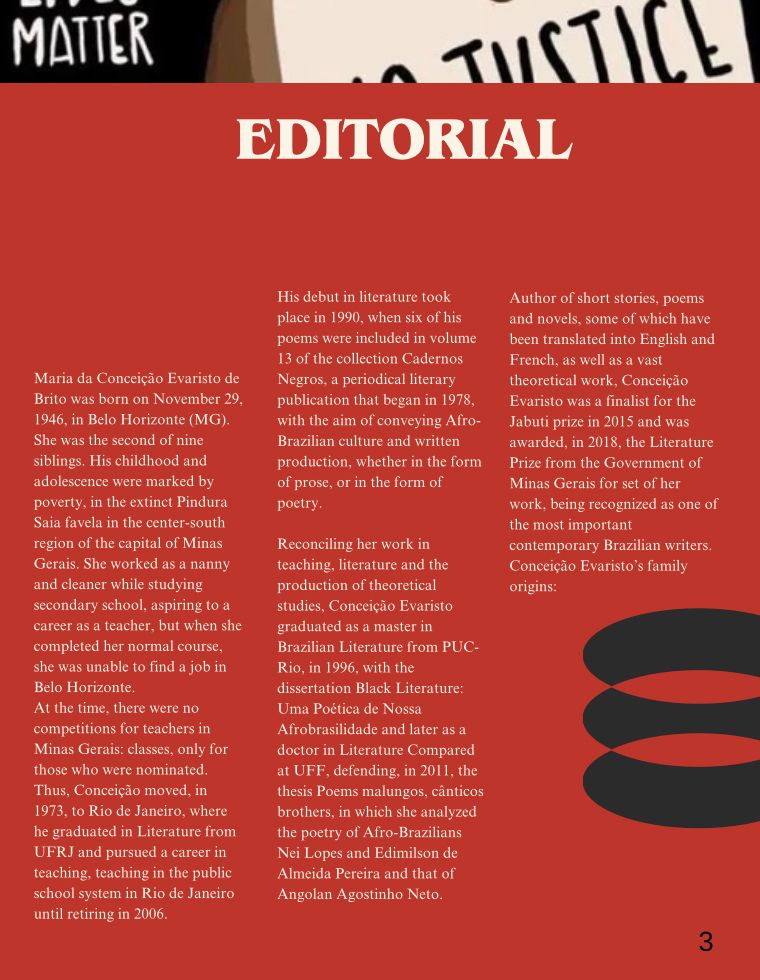 MATTER
JUSTICE
EDITORIAL
Maria da Conceição Evaristo de
Brito was born on November 29,
1946, in Belo Horizonte (MG).
She was the second of nine
siblings. His childhood and
adolescence were marked by
poverty, in the extinct Pindura
Saia favela in the center-south
region of the capital of Minas
Gerais. She worked as a nanny
and cleaner while studying
secondary school, aspiring to a
career as a teacher, but when she
completed her normal course,
she was unable to find a job in
Belo Horizonte.
At the time, there were no
competitions for teachers in
Minas Gerais: classes, only for
those who were nominated.
Thus, Conceição moved, in
1973, to Rio de Janeiro, where
he graduated in Literature from
UFRJ and pursued a career in
teaching, teaching in the public
school system in Rio de Janeiro
until retiring in 2006.
His debut in literature took
place in 1990, when six of his
poems were included in volume
13 of the collection Cadernos
Negros, a periodical literary
publication that began in 1978,
with the aim of conveying Afro-
Brazilian culture and written
production, whether in the form
of prose, or in the form of
poetry.
Reconciling her work in
teaching, literature and the
production of theoretical
studies, Conceição Evaristo
graduated as a master in
Brazilian Literature from PUC-
Rio, in 1996, with the
dissertation Black Literature:
Uma Poética de Nossa
Afrobrasilidade and later as a
doctor in Literature Compared
at UFF, defending, in 2011, the
thesis Poems malungos, cânticos
brothers, in which she analyzed
the poetry of Afro-Brazilians
Nei Lopes and Edimilson de
Almeida Pereira and that of
Angolan Agostinho Neto.
Author of short stories, poems
and novels, some of which have
been translated into English and
French, as well as a vast
theoretical work, Conceição
Evaristo was a finalist for the
Jabuti prize in 2015 and was
awarded, in 2018, the Literature
Prize from the Government of
Minas Gerais for set of her
work, being recognized as one of
the most important
contemporary Brazilian writers.
Conceição Evaristo's family
origins:
3